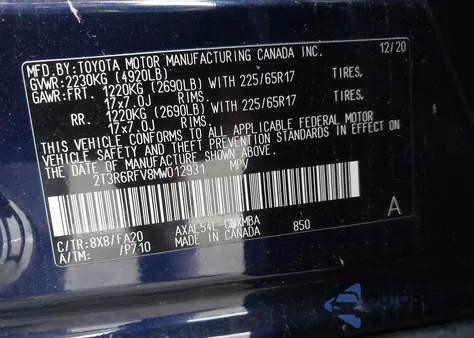 MFD.BY:TOYOTA MOTOR MANUFACTURING CANADA INC. 12/20
GVWR:2230KG (4920LB)
GAWR:FRT. 1220KG (2690LB) WITH 225/65R17 TIRES,
17x7.0J RIMS.
RR. 1220KG (2690LB) WITH 225/65R17 TIRES,
17x7.0J RIMS.
THIS VEHICLE CONFORMS TO ALL APPLICABLE FEDERAL MOTOR
VEHICLE SAFETY AND THEFT PREVENTION STANDARDS IN EFFECT ON
THE DATE OF MANUFACTURE SHOWN ABOVE.
2T3R6RFV8MW012931 MPV
C/TR:8X8/FA20 AXAL54L 850 A
A/TM: /P710 MADE IN CANADA